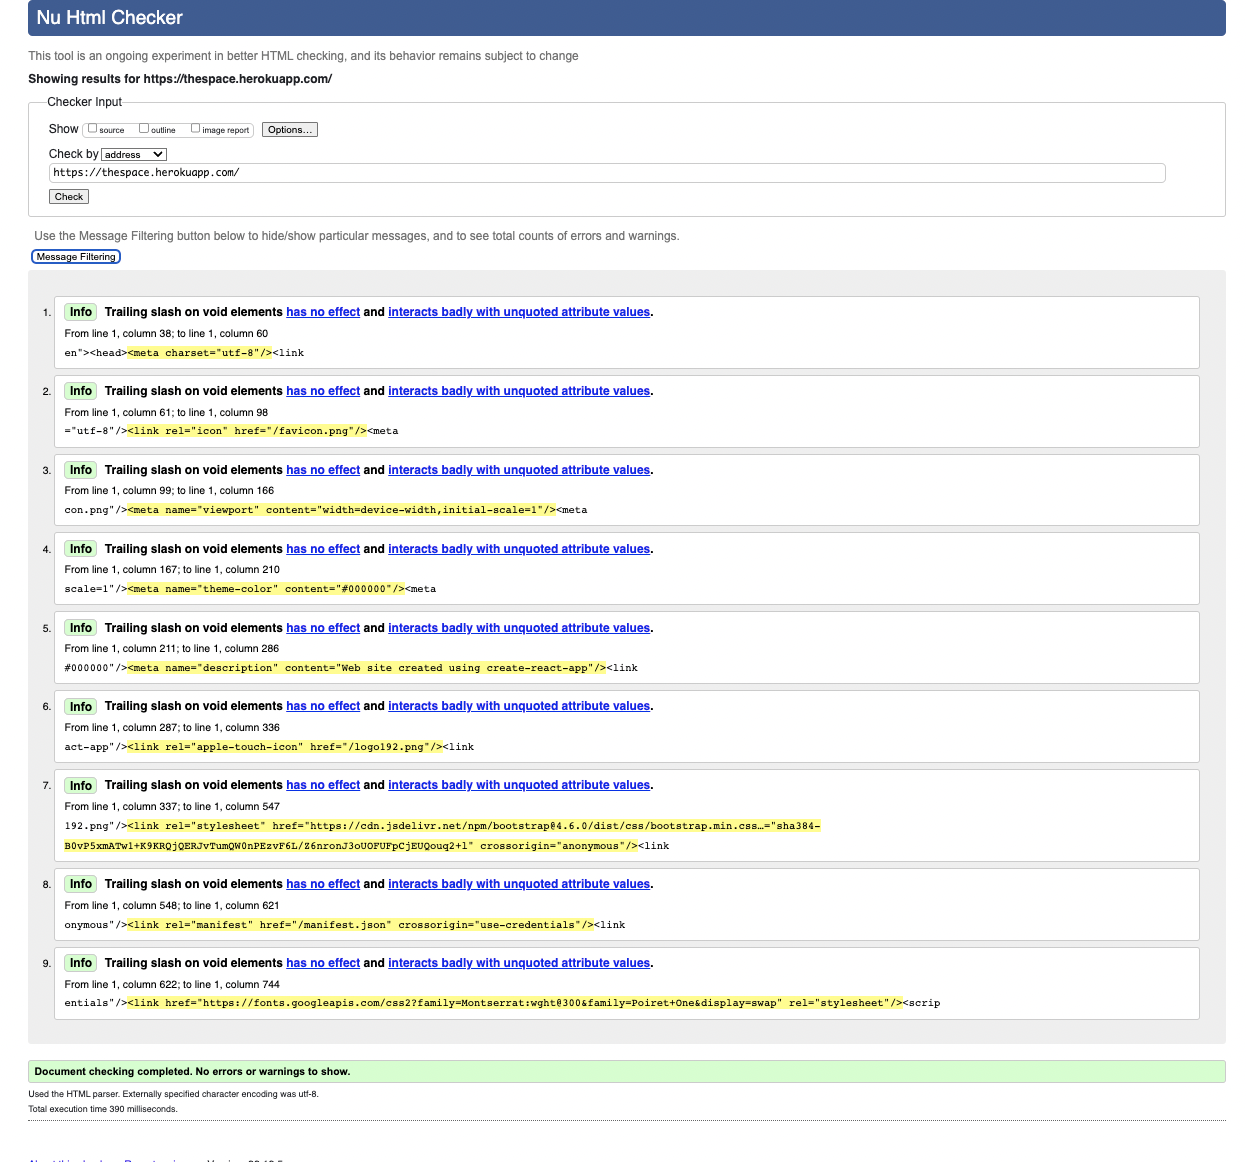 Nu Html Checker
This tool is an ongoing experiment in better HTML checking, and its behavior remains subject to change
Showing results for https://thespace.herokuapp.com/
Checker Input
Show source outline image report Options...
Check by address
https://thespace.herokuapp.com/
Check
Use the Message Filtering button below to hide/show particular messages, and to see total counts of errors and warnings.
Message Filtering
1. Info Trailing slash on void elements has no effect and interacts badly with unquoted attribute values.
From line 1, column 38; to line 1, column 60
en"><head><meta charset="utf-8"/><link
2. Info Trailing slash on void elements has no effect and interacts badly with unquoted attribute values.
From line 1, column 61; to line 1, column 98
="utf-8"/><link rel="icon" href="/favicon.png"/><meta
3. Info Trailing slash on void elements has no effect and interacts badly with unquoted attribute values.
From line 1, column 99; to line 1, column 166
con.png"/><meta name="viewport" content="width=device-width,initial-scale=1"/><meta
4. Info Trailing slash on void elements has no effect and interacts badly with unquoted attribute values.
From line 1, column 167; to line 1, column 210
scale=1"/><meta name="theme-color" content="#000000"/><meta
5. Info Trailing slash on void elements has no effect and interacts badly with unquoted attribute values.
From line 1, column 211; to line 1, column 286
#000000"/><meta name="description" content="Web site created using create-react-app"/><link
6. Info Trailing slash on void elements has no effect and interacts badly with unquoted attribute values.
From line 1, column 287; to line 1, column 336
act-app"/><link rel="apple-touch-icon" href="/logo192.png"/><link
7. Info Trailing slash on void elements has no effect and interacts badly with unquoted attribute values.
From line 1, column 337; to line 1, column 547
192.png"/><link rel="stylesheet" href="https://cdn.jsdelivr.net/npm/bootstrap@4.6.0/dist/css/bootstrap.min.css…="sha384-
B0vP5xmATw1+K9KRQjQERJvTumQW0nPEzvF6L/Z6nronJ3oUOFUFpCjEUQouq2+l" crossorigin="anonymous"/><link
8. Info Trailing slash on void elements has no effect and interacts badly with unquoted attribute values.
From line 1, column 548; to line 1, column 621
onymous"/><link rel="manifest" href="/manifest.json" crossorigin="use-credentials"/><link
9. Info Trailing slash on void elements has no effect and interacts badly with unquoted attribute values.
From line 1, column 622; to line 1, column 744
entials"/><link href="https://fonts.googleapis.com/css2?family=Montserrat:wght@300&family=Poiret+One&display=swap" rel="stylesheet"/><scrip
Document checking completed. No errors or warnings to show.
Used the HTML parser. Externally specified character encoding was utf-8.
Total execution time 390 milliseconds.